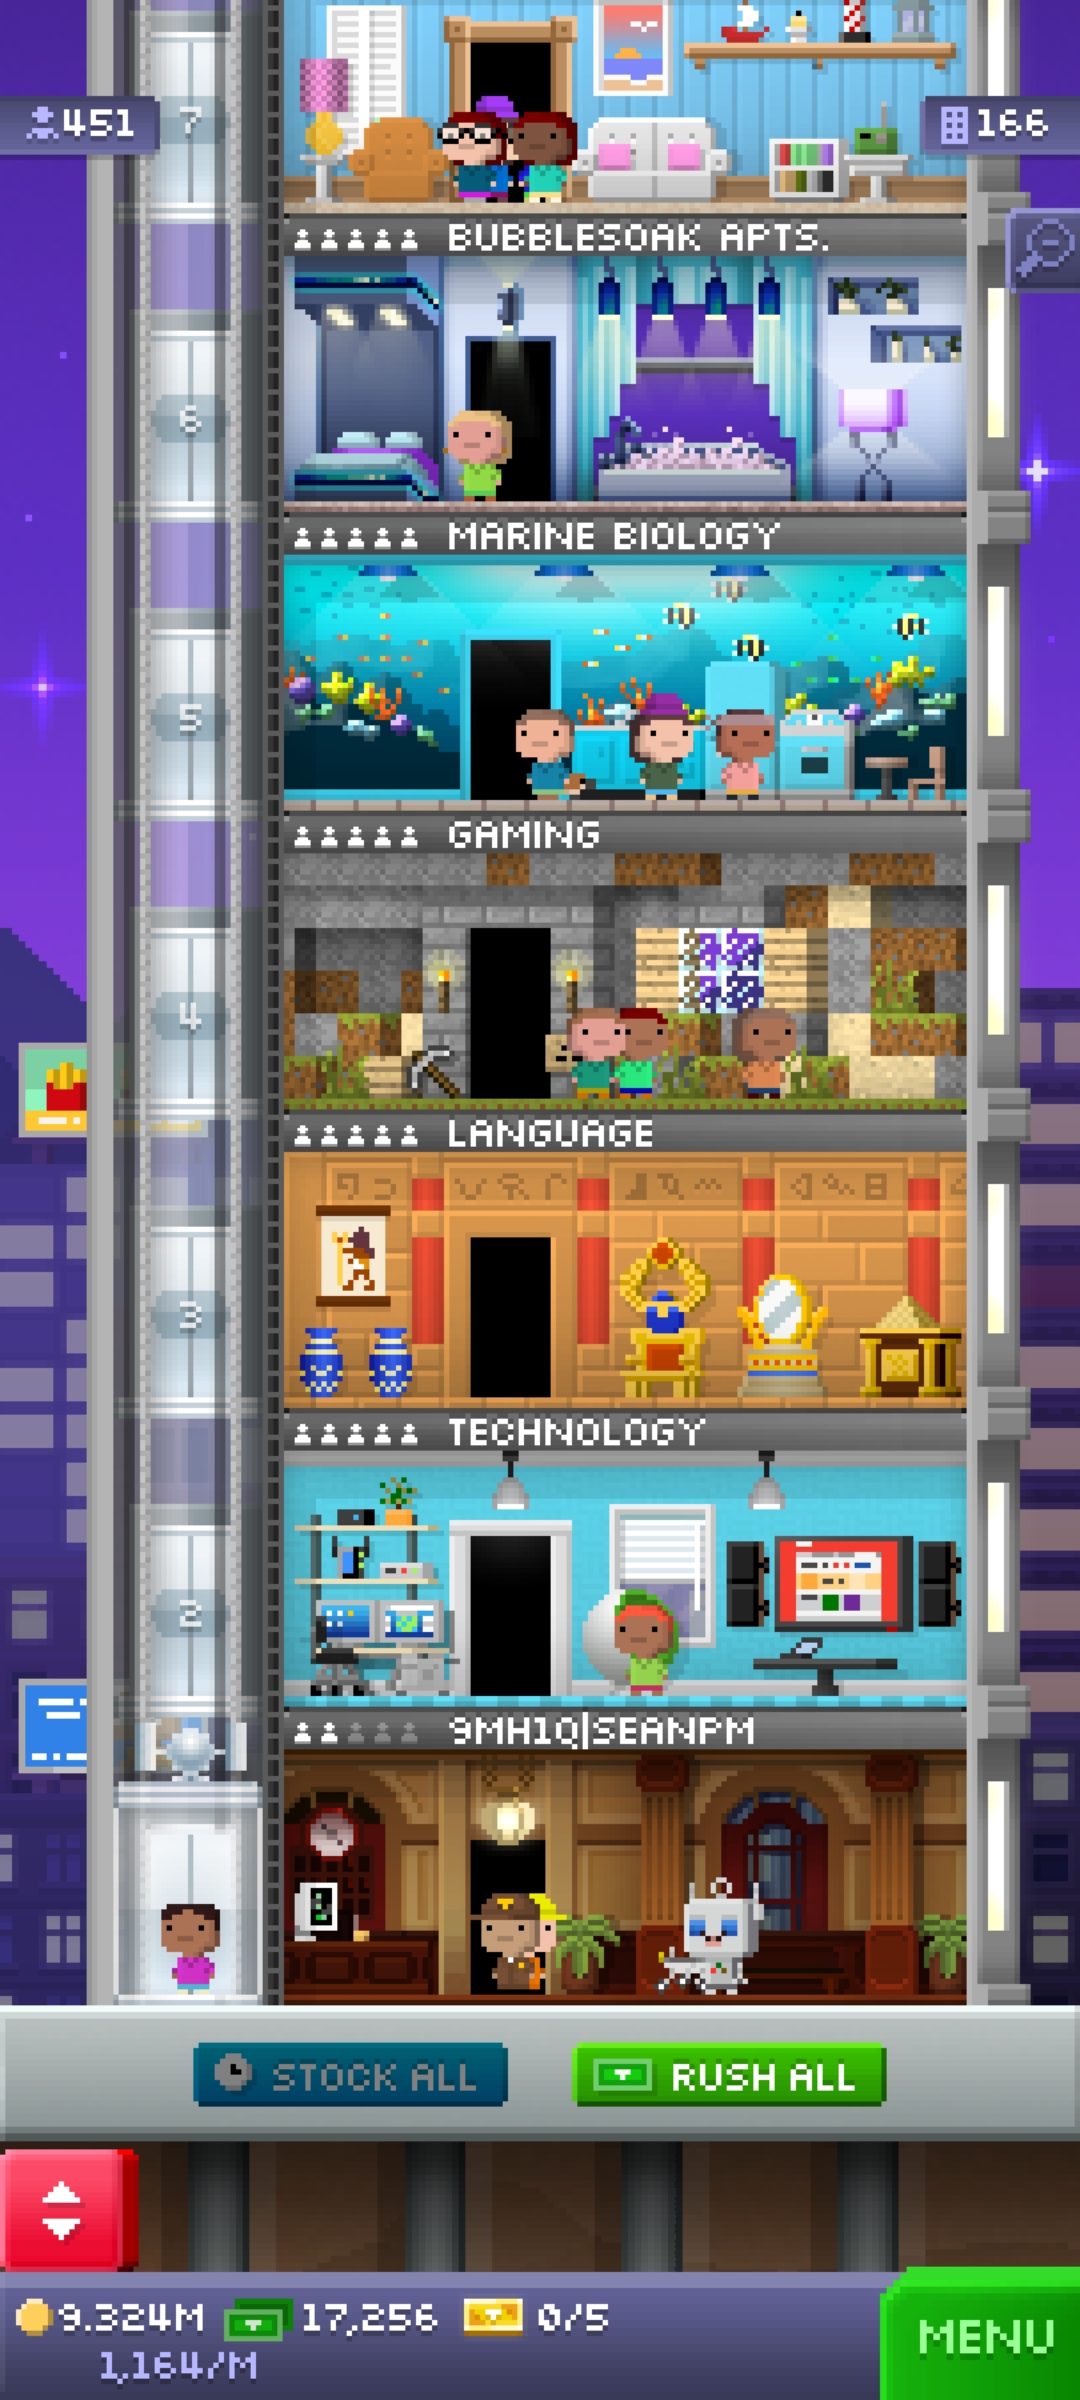 7
451
166
BUBBLESOAK APTS.
6
MARINE BIOLOGY
5
GAMING
4
LANGUAGE
3
TECHNOLOGY
2
9MH1Q|SEANPM
STOCK ALL
RUSH ALL
9.324M
17,256
0/5
1,164/M
MENU